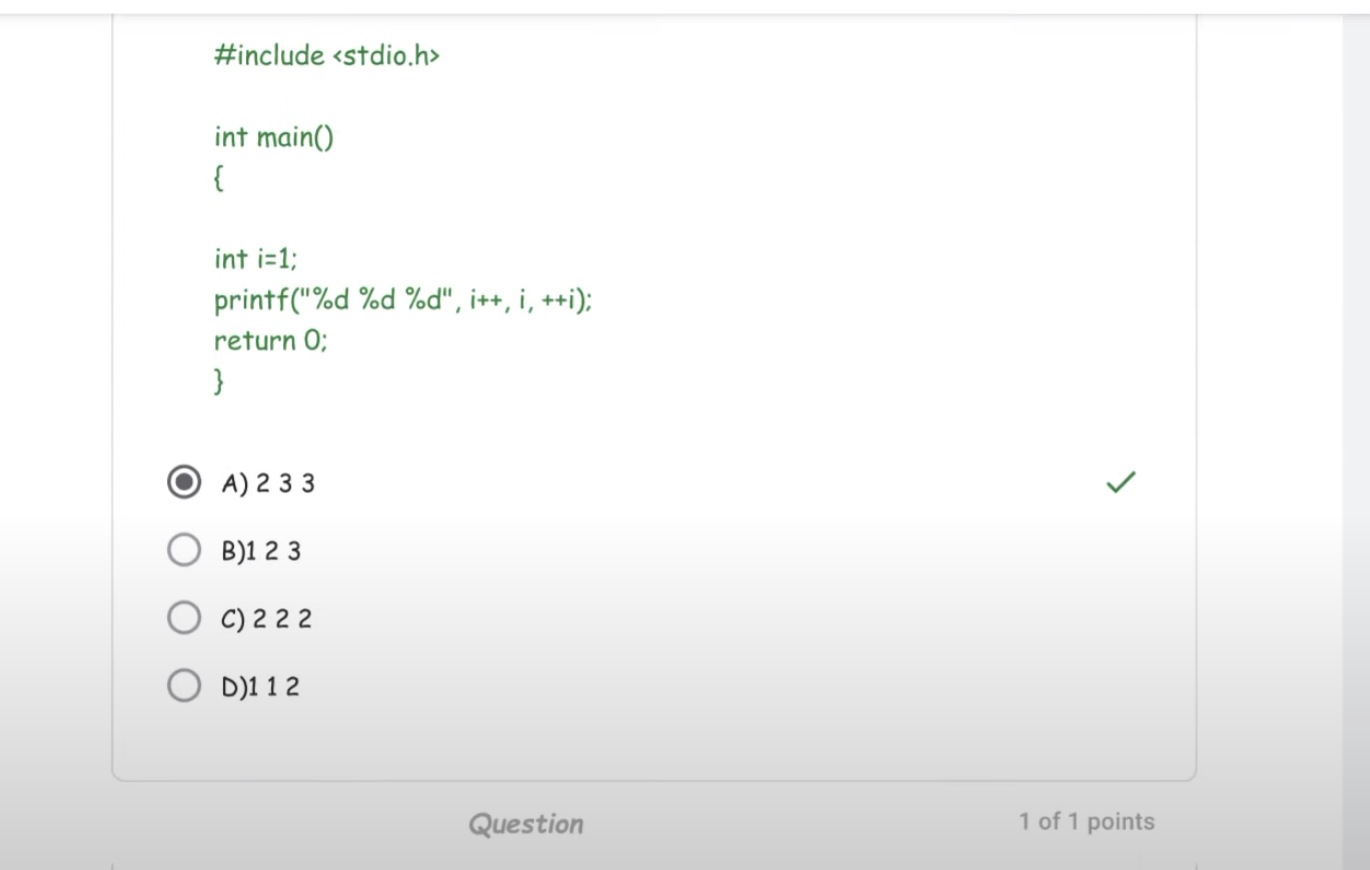 #include <stdio.h>
int main()
{
int i=1;
printf("%d %d %d", i++, i, ++i);
return 0;
}
A) 2 3 3
B)1 2 3
C) 2 2 2
D)1 1 2
Question
1 of 1 points